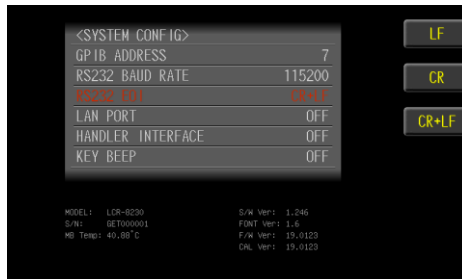 <SYSTEM CONFIG>
GPIB ADDRESS 7
RS232 BAUD RATE 115200
RS232 EOI CR+LF
LAN PORT OFF
HANDLER INTERFACE OFF
KEY BEEP OFF
LF
CR
CR+LF
MODEL: LCR-8230
S/N: GET000001
MB Temp: 40.88°C
S/W Ver: 1.246
FONT Ver: 1.6
F/W Ver: 19.0123
CAL Ver: 19.0123